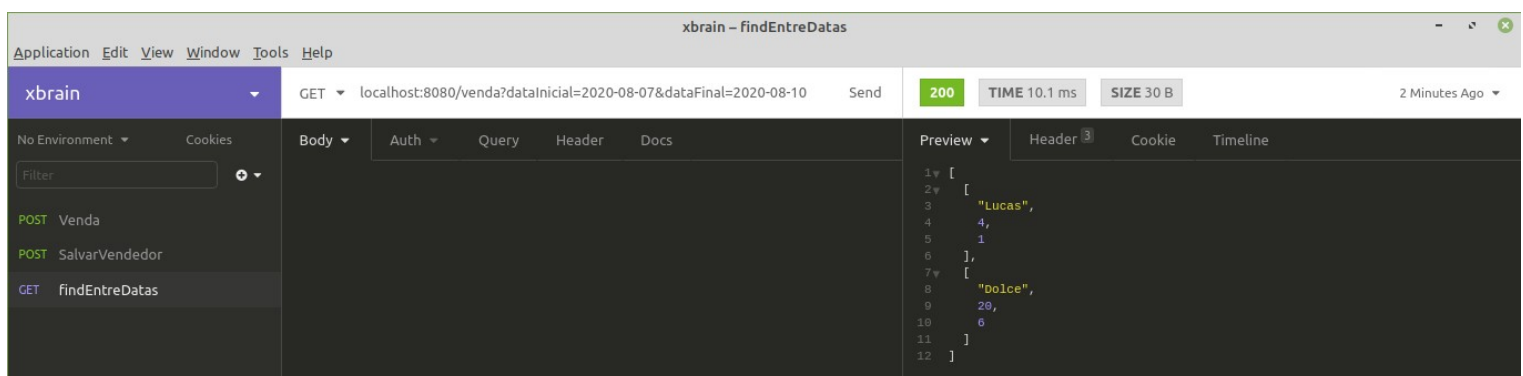 xbrain – findEntreDatas
Application Edit View Window Tools Help
xbrain
GET localhost:8080/venda?dataInicial=2020-08-07&dataFinal=2020-08-10 Send
200 TIME 10.1 ms SIZE 30 B 2 Minutes Ago
No Environment Cookies
Body Auth Query Header Docs
Preview Header 3 Cookie Timeline
Filter
POST Venda
POST SalvarVendedor
GET findEntreDatas
1 [
2 [
3 "Lucas",
4 4,
5 1
6 ],
7 [
8 "Dolce",
9 20,
10 6
11 ]
12 ]